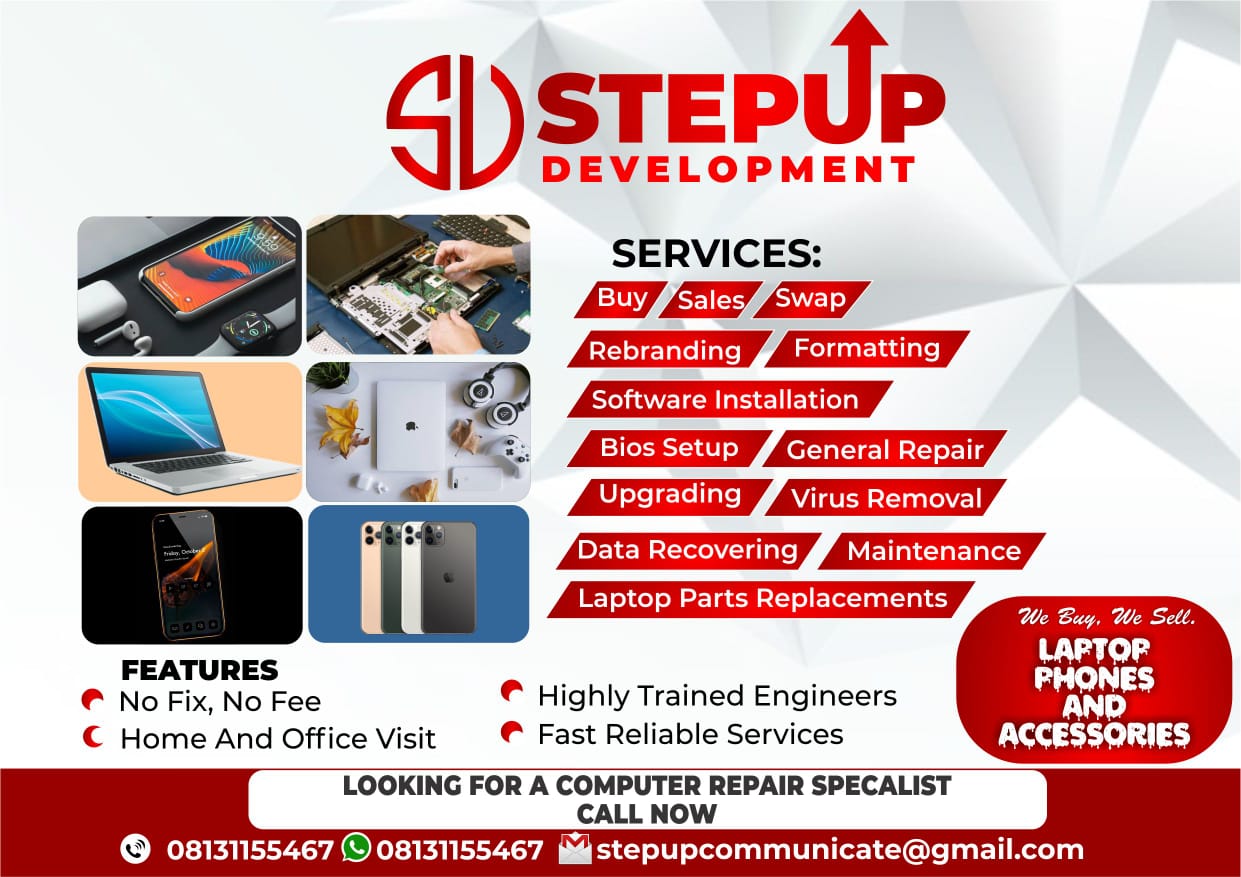 SU STEPUP
DEVELOPMENT
SERVICES:
Buy Sales Swap
Rebranding Formatting
Software Installation
Bios Setup General Repair
Upgrading Virus Removal
Data Recovering Maintenance
Laptop Parts Replacements
We Buy, We Sell.
LAPTOP
PHONES
AND
ACCESSORIES
FEATURES
No Fix, No Fee
Home And Office Visit
Highly Trained Engineers
Fast Reliable Services
LOOKING FOR A COMPUTER REPAIR SPECALIST
CALL NOW
08131155467 08131155467 stepupcommunicate@gmail.com